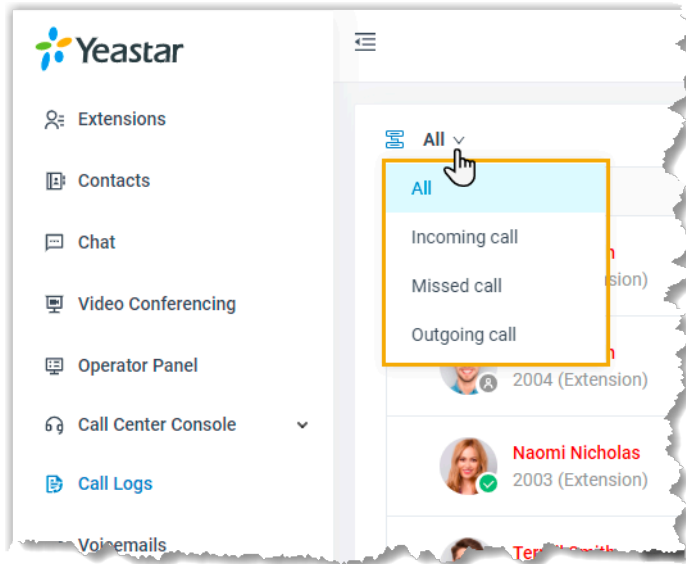 Yeastar
Extensions
Contacts
Chat
Video Conferencing
Operator Panel
Call Center Console
Call Logs
Voicemails
All
All
Incoming call
Missed call
Outgoing call
2004 (Extension)
Naomi Nicholas
2003 (Extension)